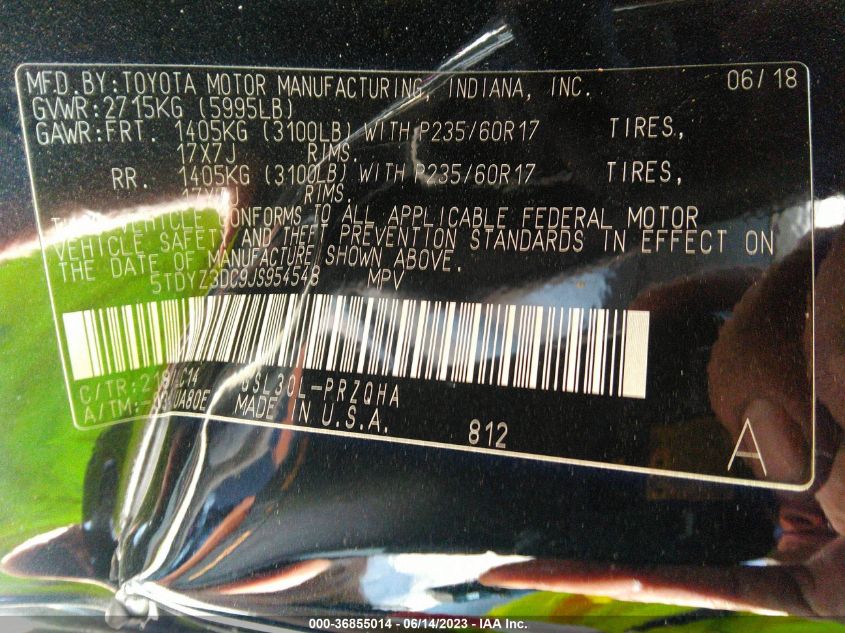 MFD.BY:TOYOTA MOTOR MANUFACTURING, INDIANA, INC. 06/18
GVWR:2715KG (5995LB)
GAWR:FRT. 1405KG (3100LB) WITH P235/60R17 TIRES,
17X7J RIMS.
RR. 1405KG (3100LB) WITH P235/60R17 TIRES,
RIMS.
VEHICLE CONFORMS TO ALL APPLICABLE FEDERAL MOTOR
VEHICLE SAFETY AND THEFT PREVENTION STANDARDS IN EFFECT ON
THE DATE OF MANUFACTURE SHOWN ABOVE.
5TDYZ3DC9JS954548 MPV
C/TR: GSL30L-PRZQHA
A/TM: MADE IN U.S.A.
812
A
000-36855014 - 06/14/2023 - IAA Inc.